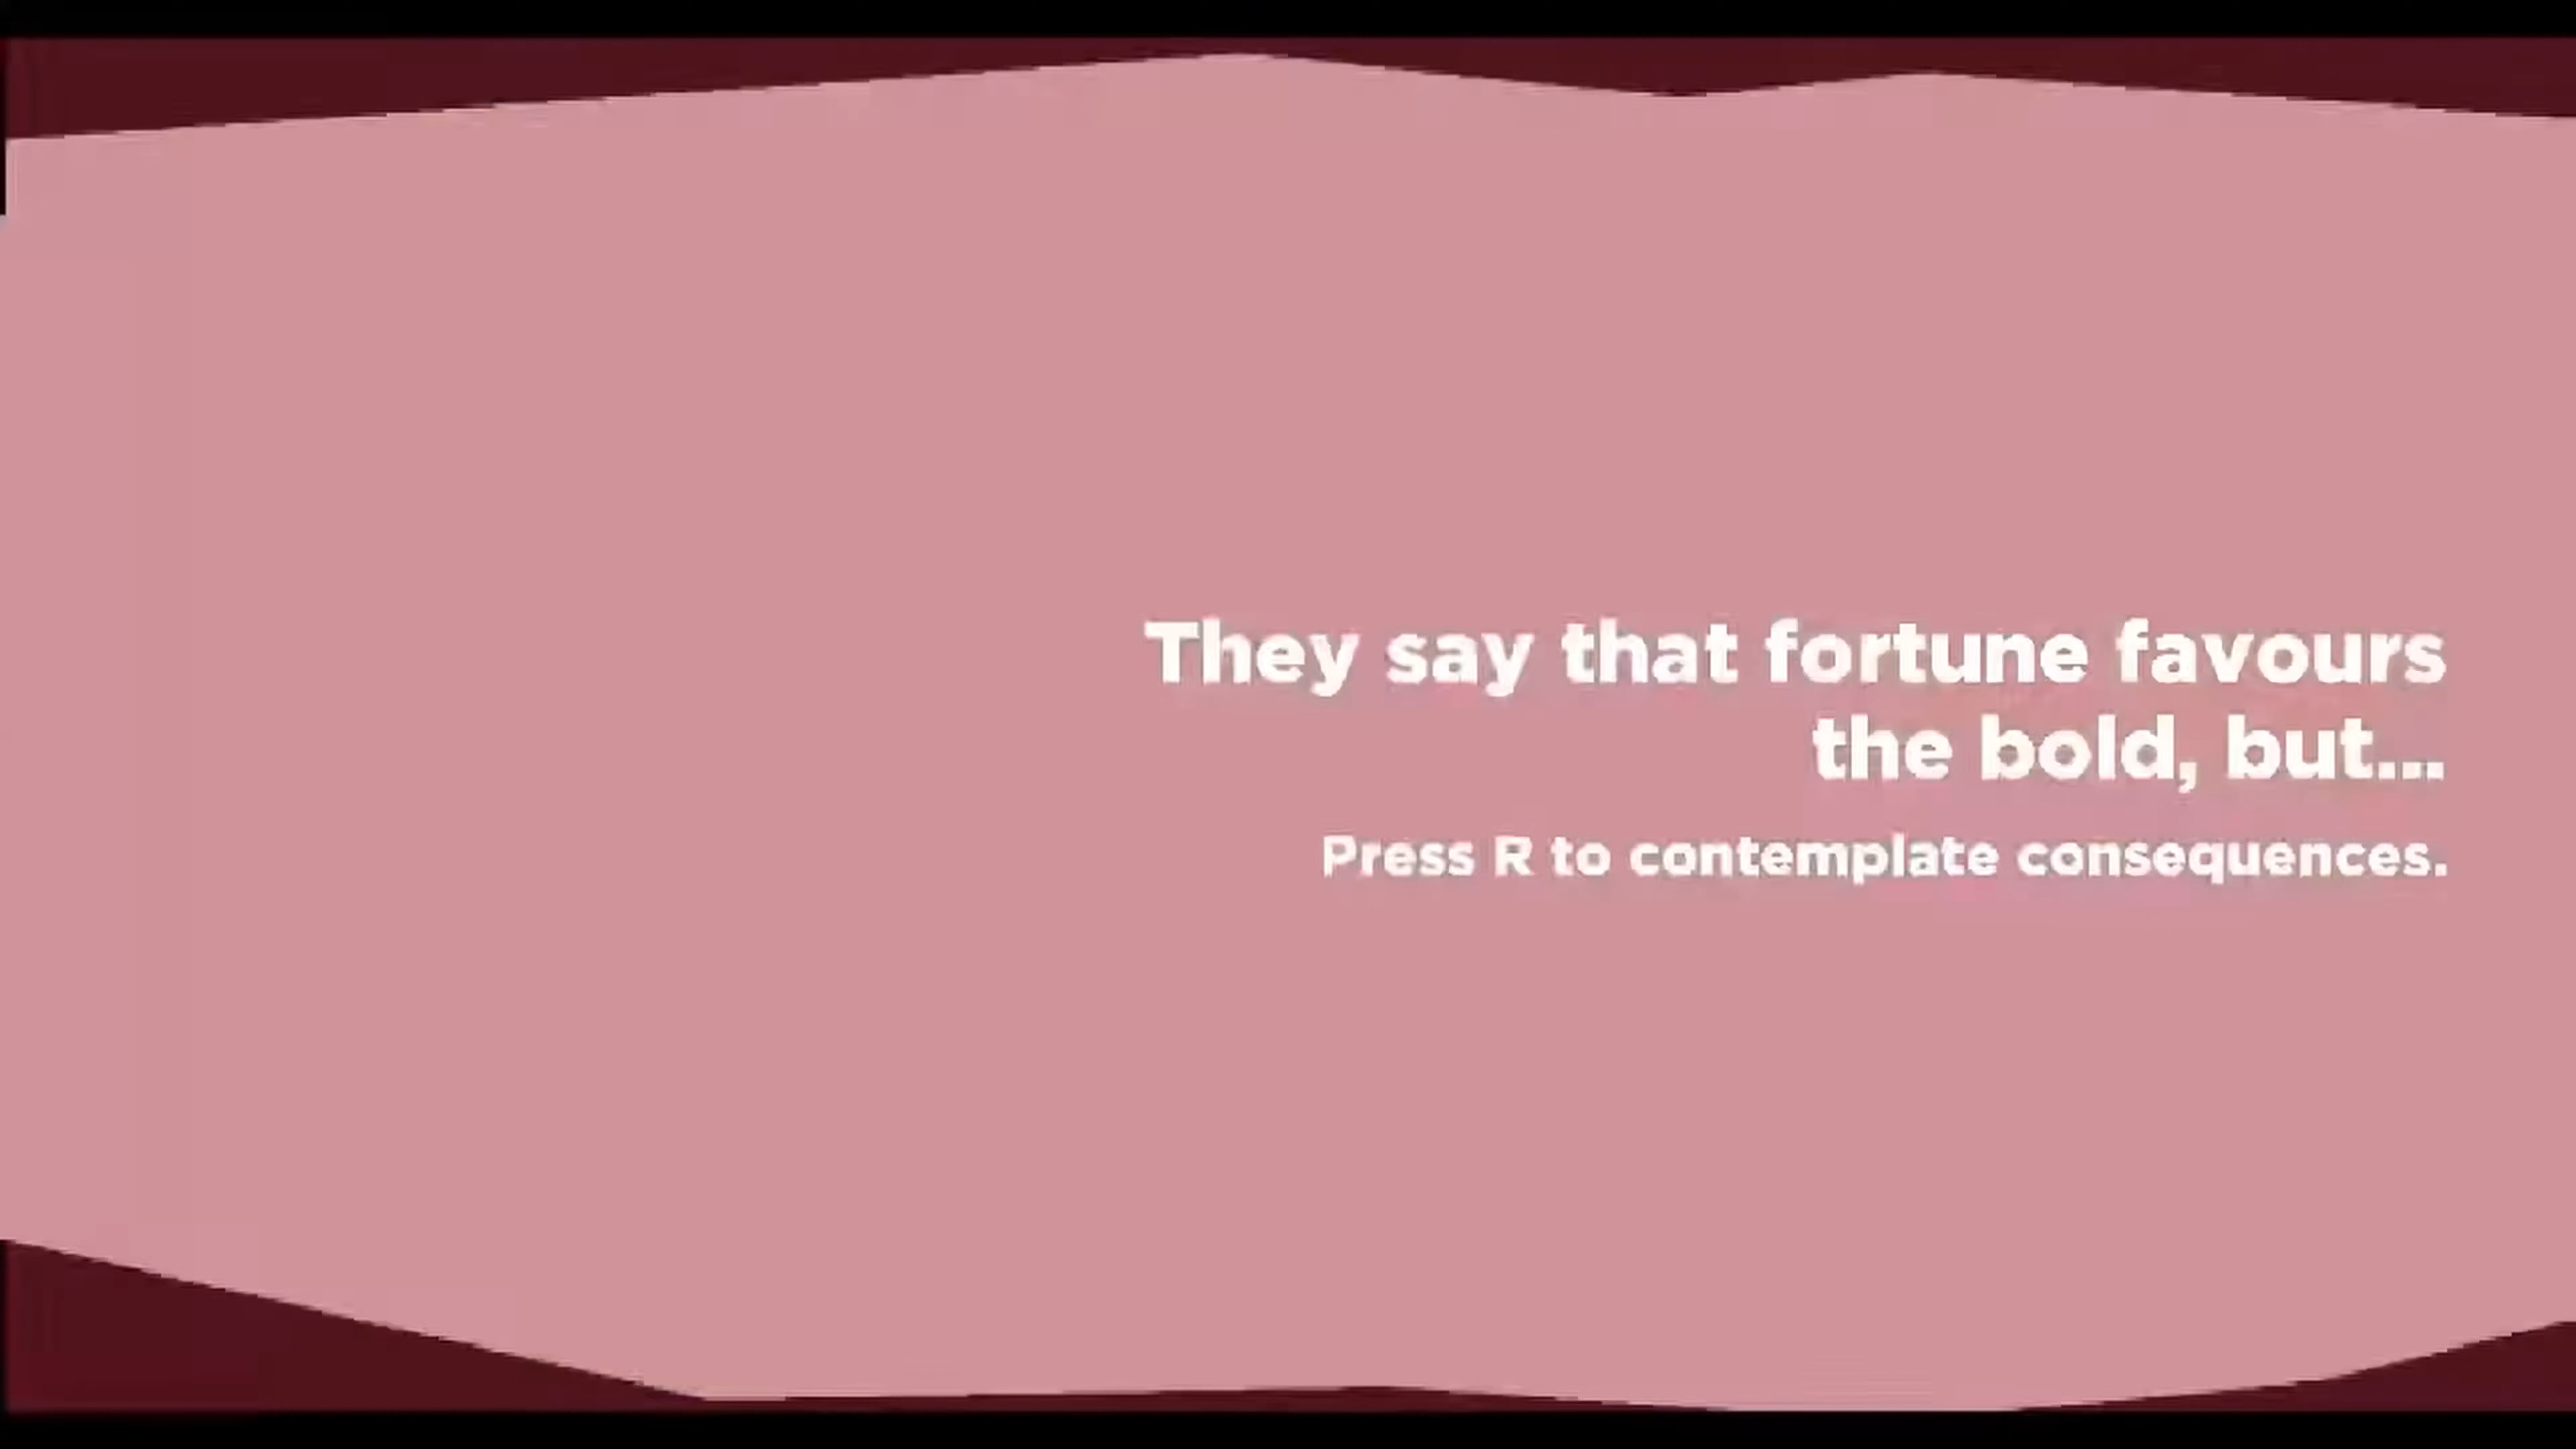 They say that fortune favours
the bold, but...
Press R to contemplate consequences.